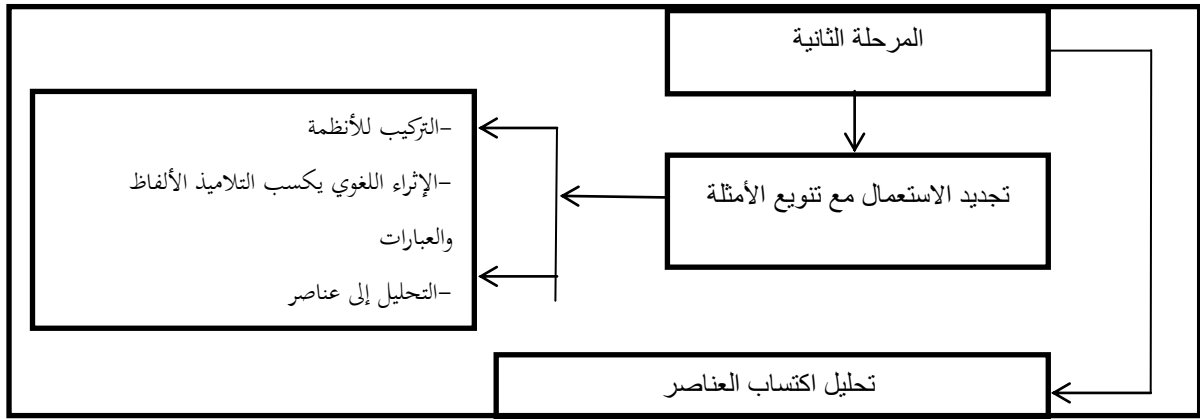 المرحلة الثانية
تجديد الاستعمال مع تنويع الأمثلة
-التركيب للأنظمة
-الإثراء اللغوي يكسب التلاميذ الألفاظ
والعبارات
-التحليل إلى عناصر
تحليل اكتساب العناصر